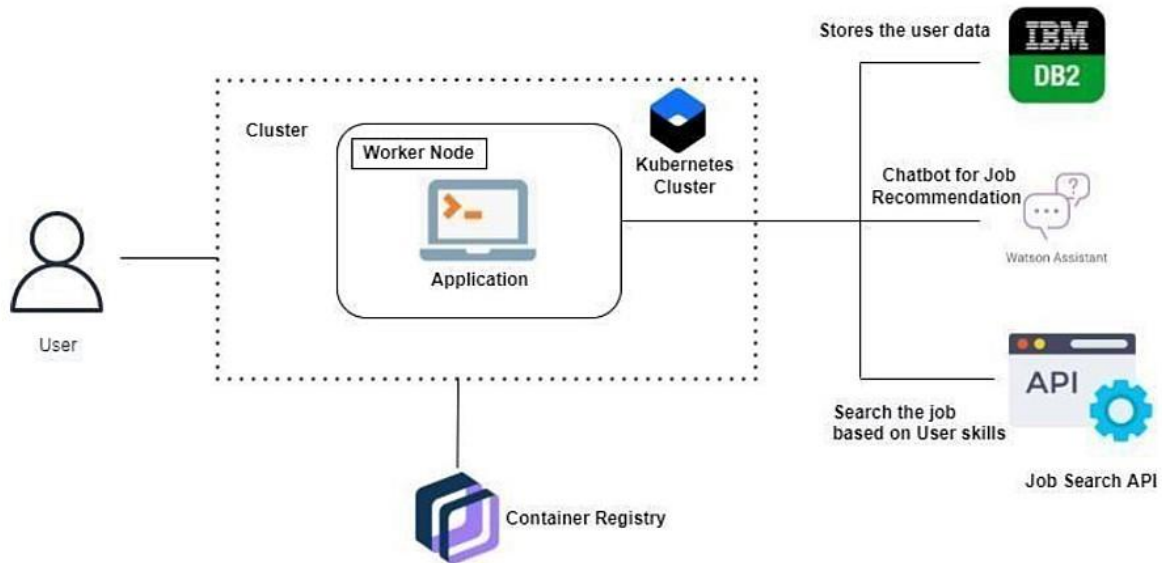 Stores the user data
IBM
DB2
Cluster
Worker Node
Kubernetes
Cluster
Chatbot for Job
Recommendation
?
Watson Assistant
Application
User
API
Search the job
based on User skills
Job Search API
Container Registry